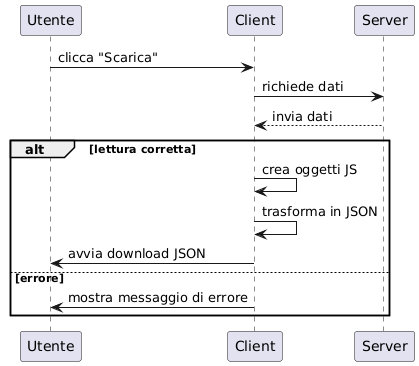 Utente Client Server
clicca "Scarica"
richiede dati
invia dati
alt [lettura corretta]
crea oggetti JS
trasforma in JSON
avvia download JSON
[errore]
mostra messaggio di errore
Utente Client Server